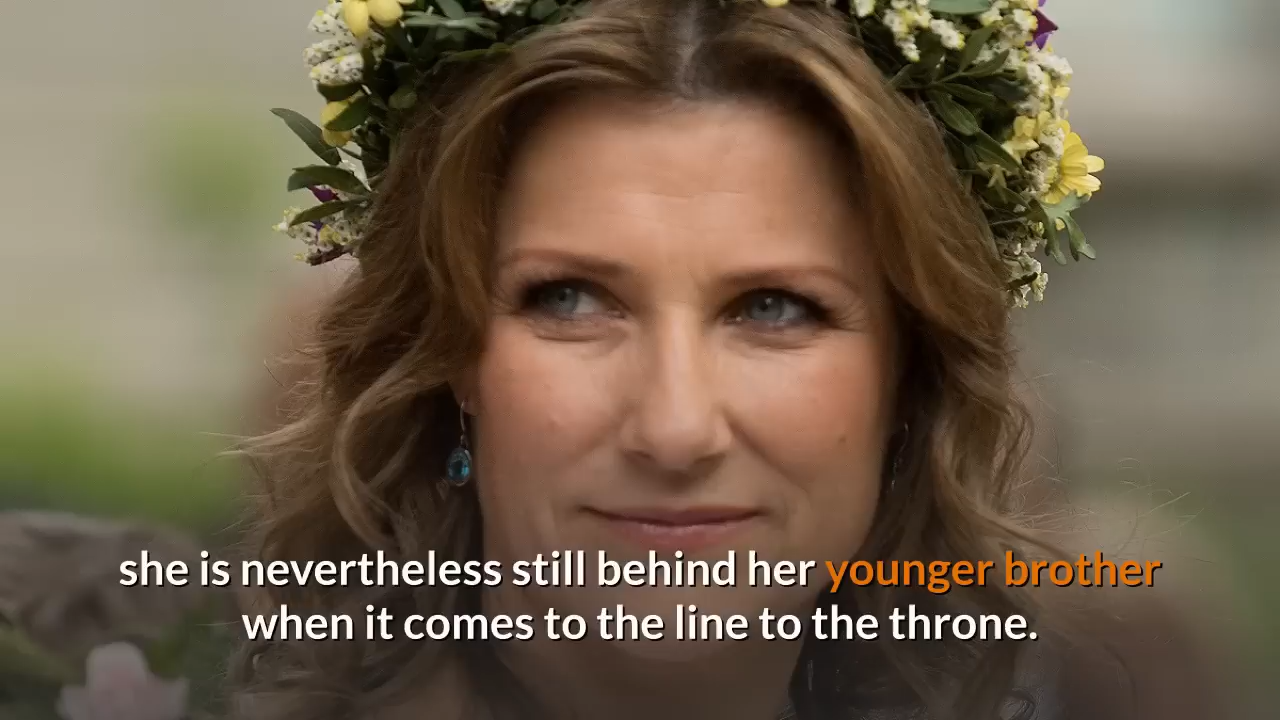 she is nevertheless still behind her younger brother
when it comes to the line to the throne.